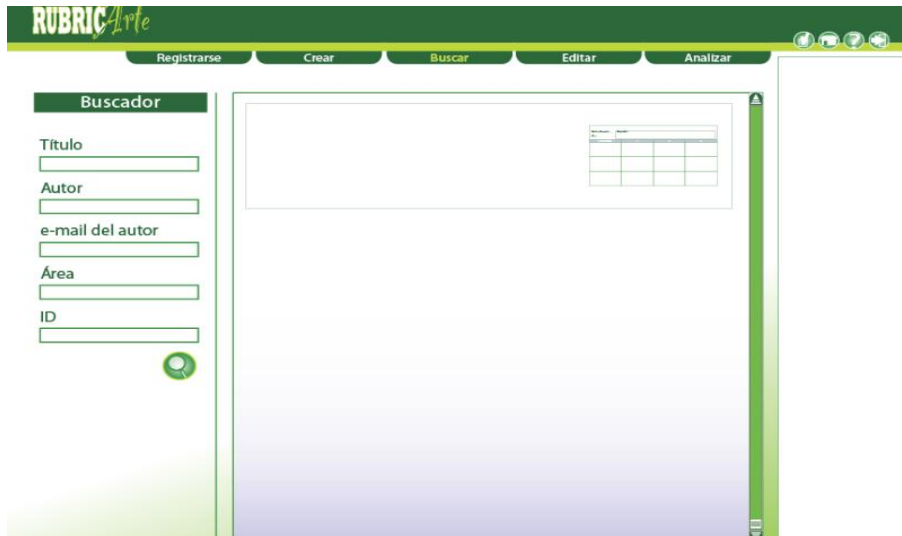 RUBRICArte
Registrarse Crear Buscar Editar Analizar
Buscador
Título
Autor
e-mail del autor
Área
ID